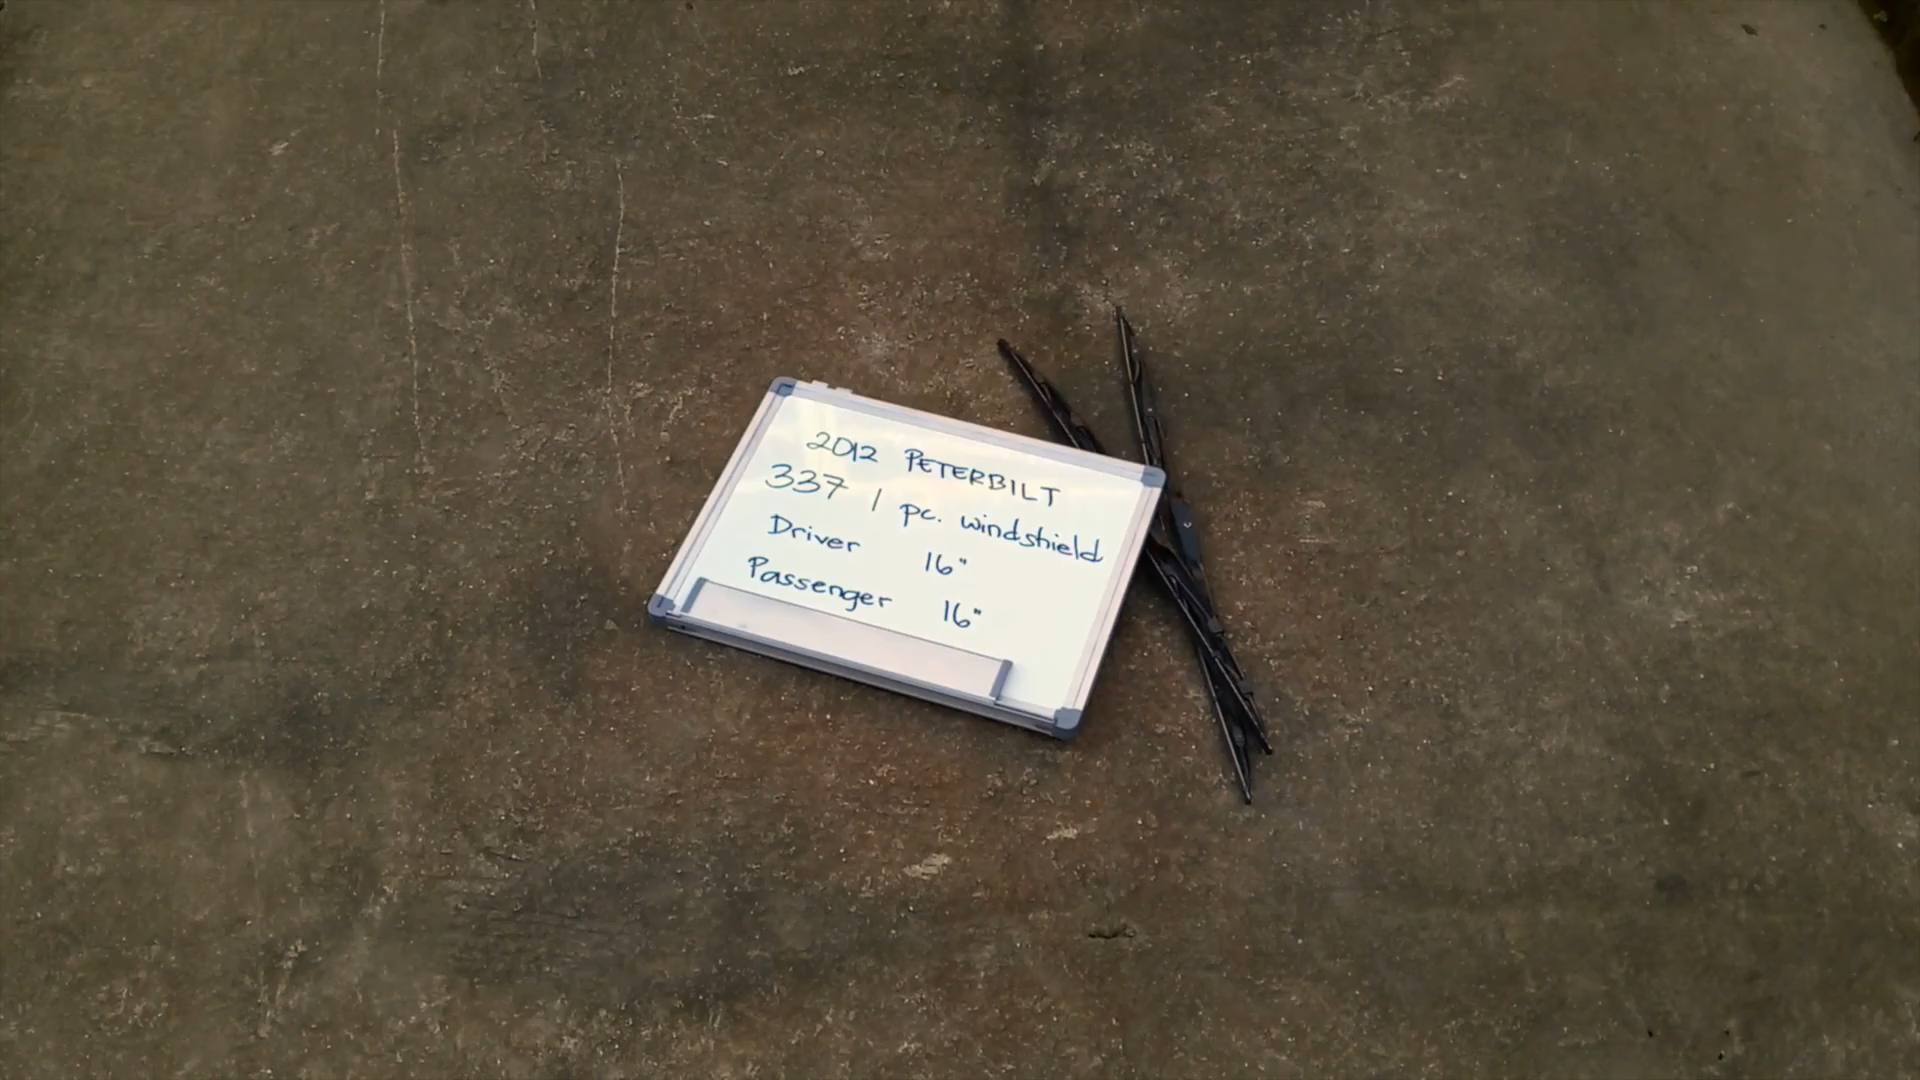 2012 PETERBILT
337 1 pc. windshield
Driver 16"
Passenger 16"